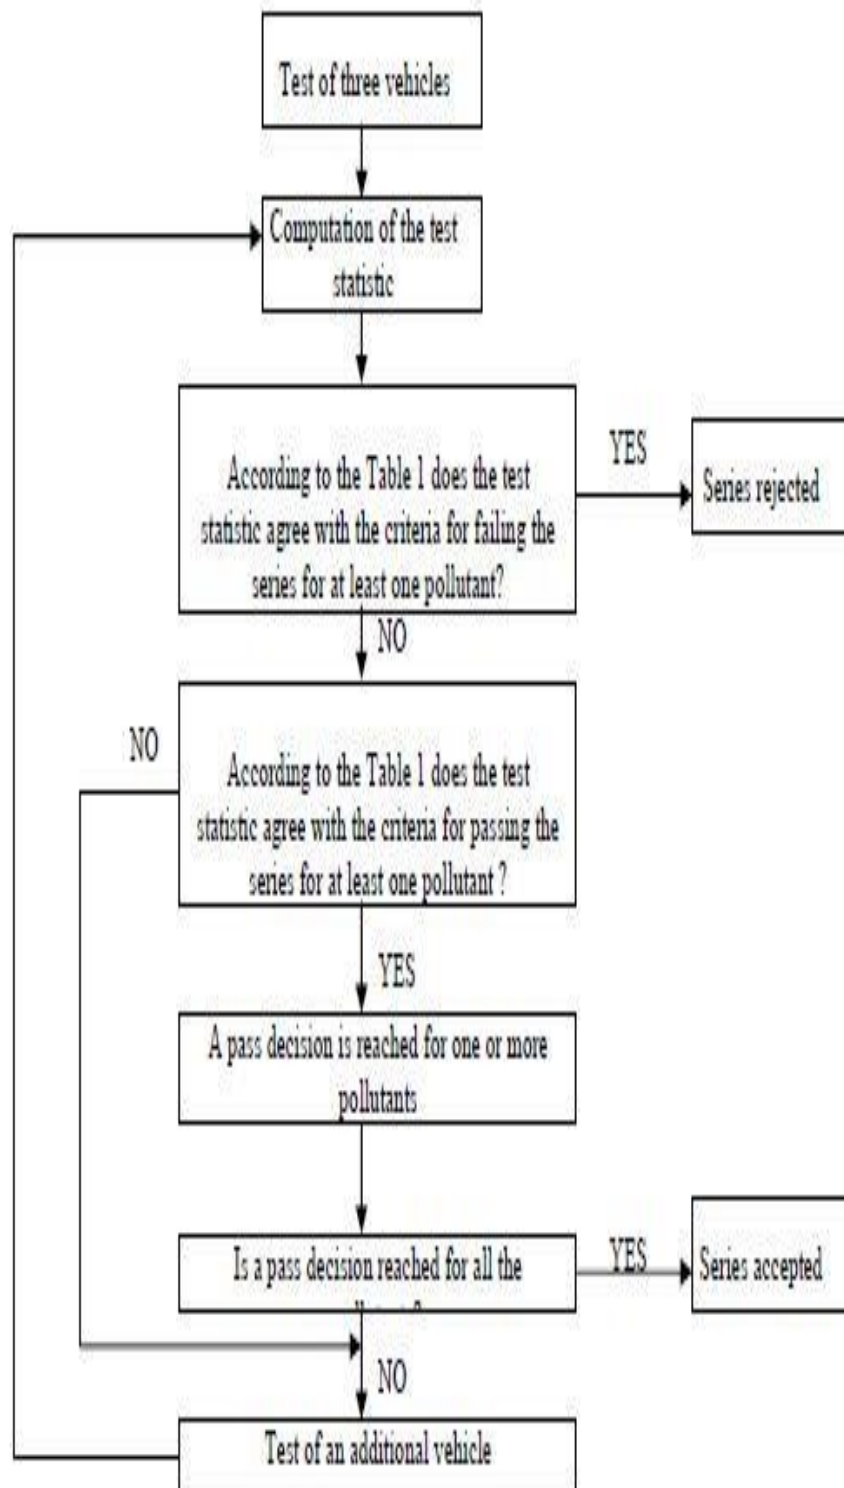 Test of three vehicles
Computation of the test
statistic
According to the Table 1 does the test
statistic agree with the criteria for failing the
series for at least one pollutant?
YES
Series rejected
NO
NO
According to the Table 1 does the test
statistic agree with the criteria for passing the
series for at least one pollutant ?
YES
A pass decision is reached for one or more
pollutants
Is a pass decision reached for all the
YES
Series accepted
NO
Test of an additional vehicle